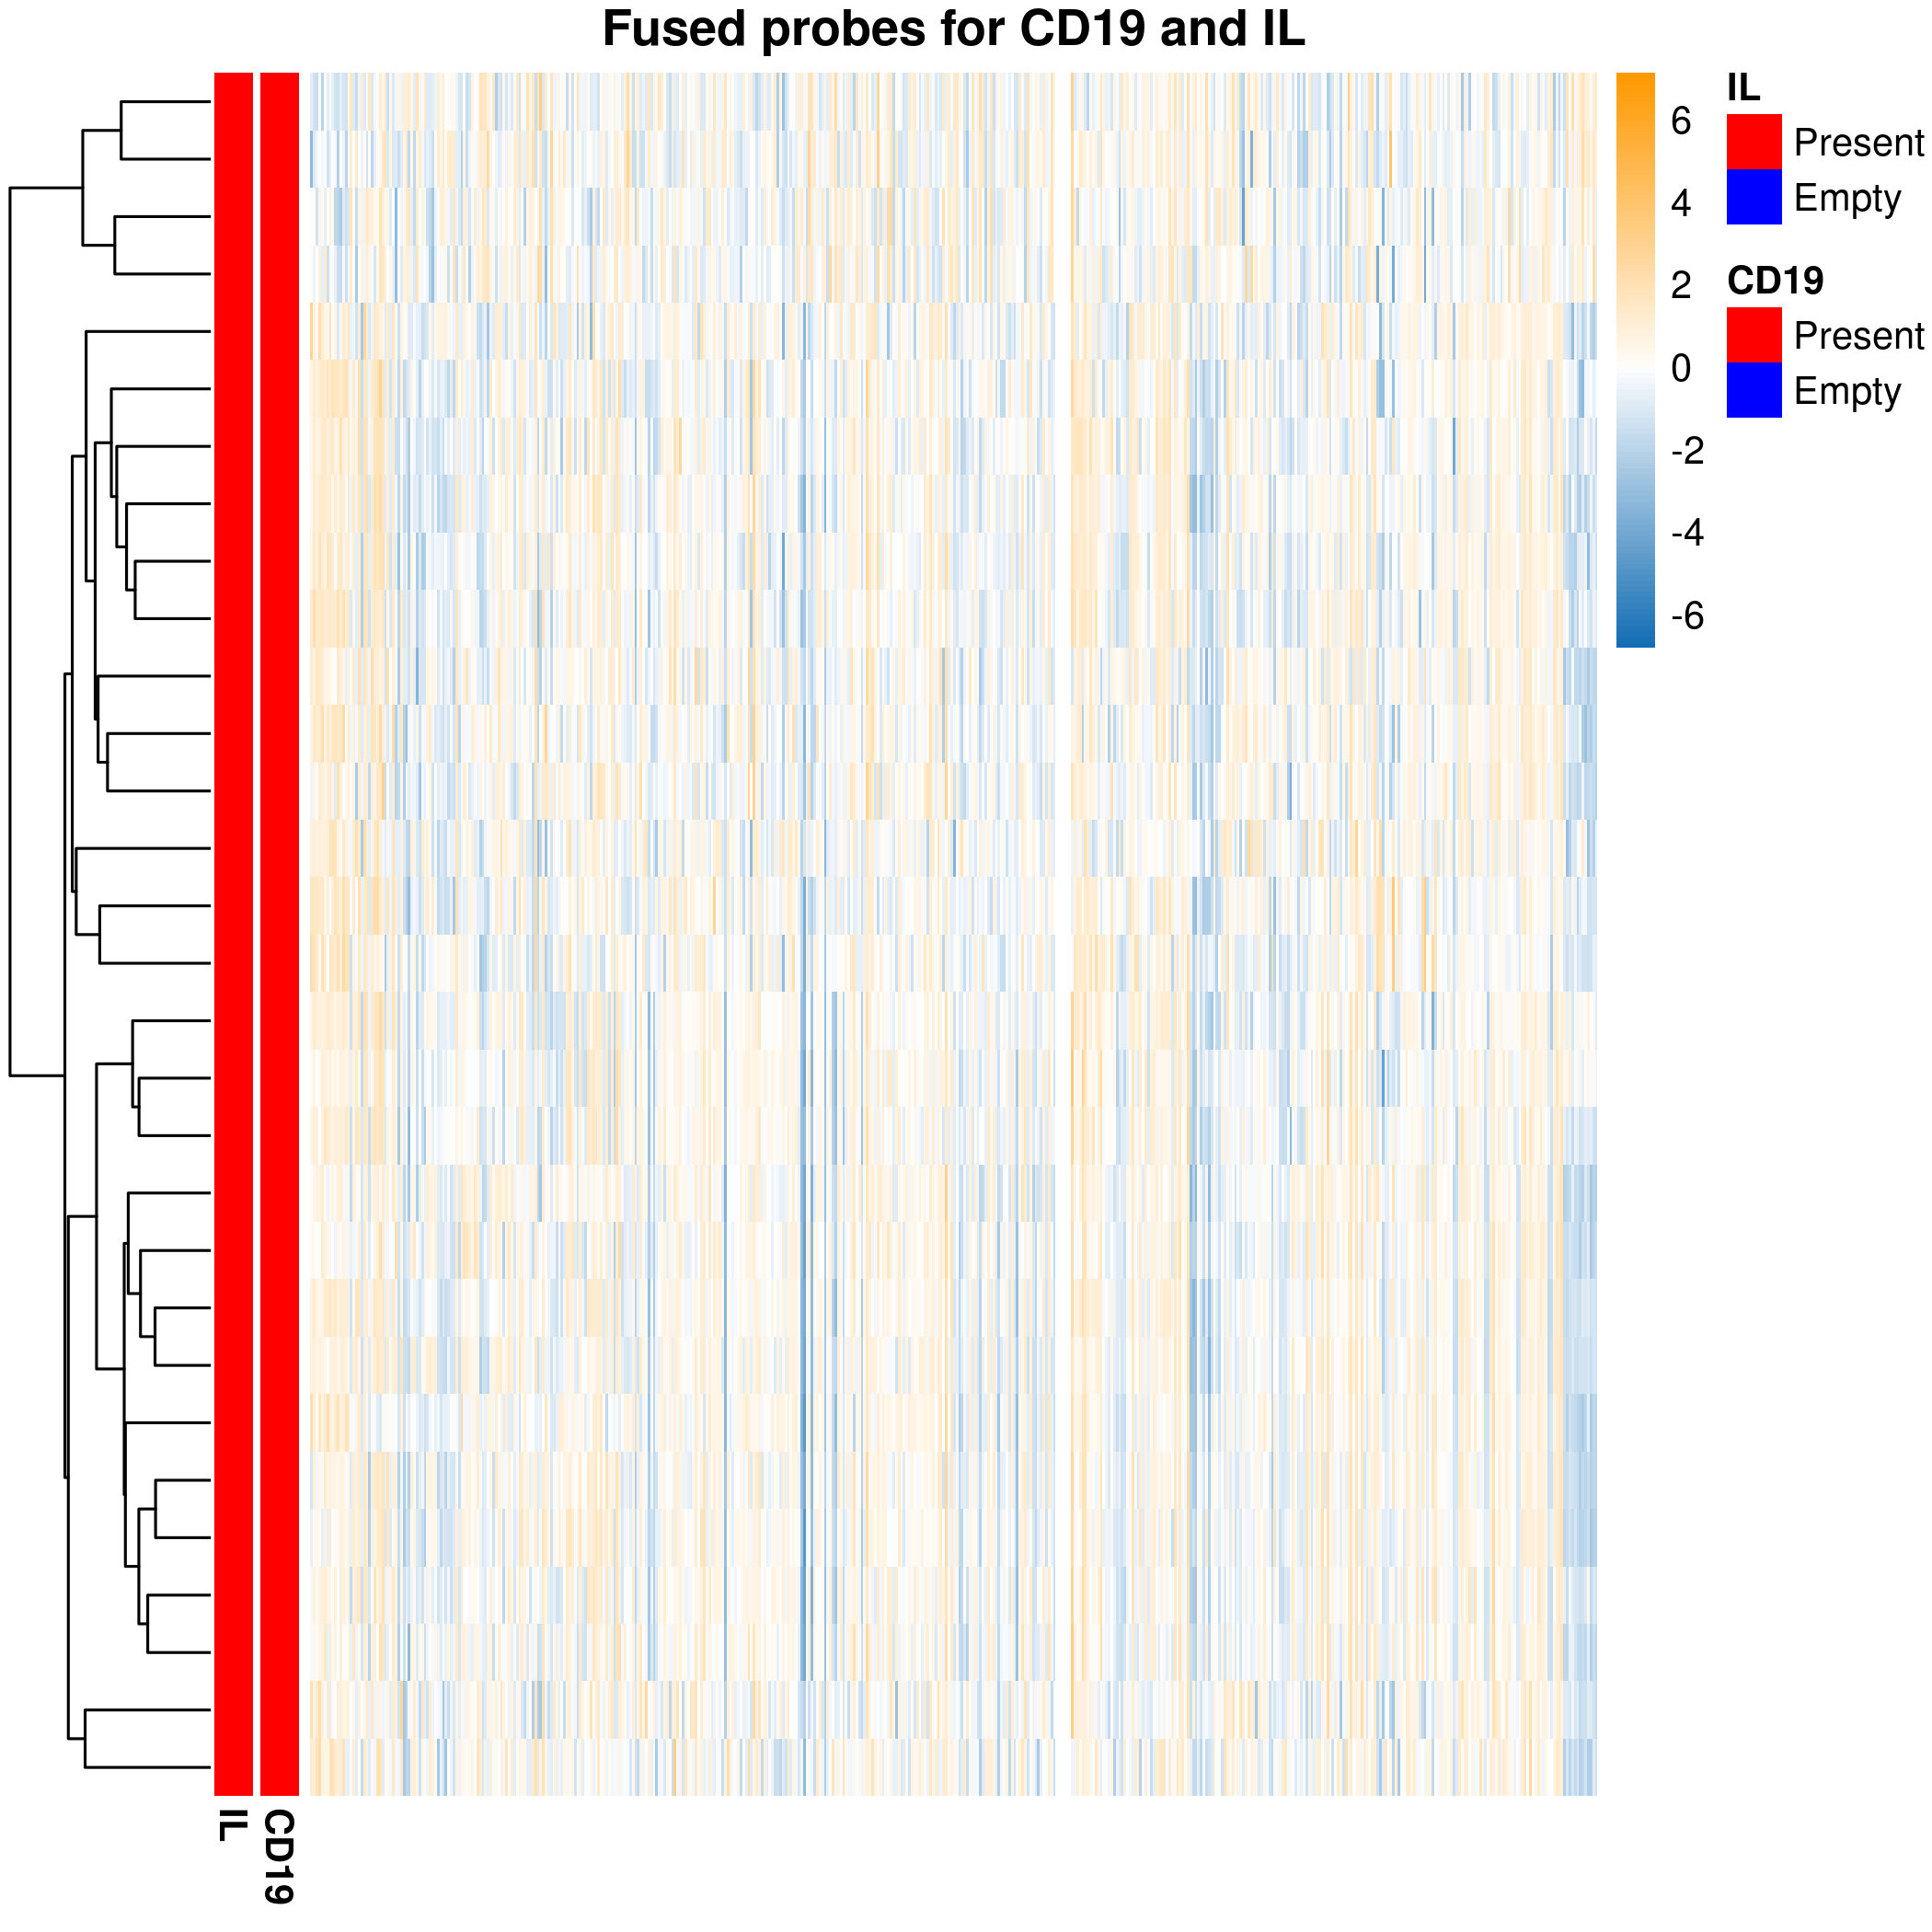 Fused probes for CD19 and IL
6
4
2
0
-2
-4
-6
IL
Present
Empty
CD19
Present
Empty
IL
CD19